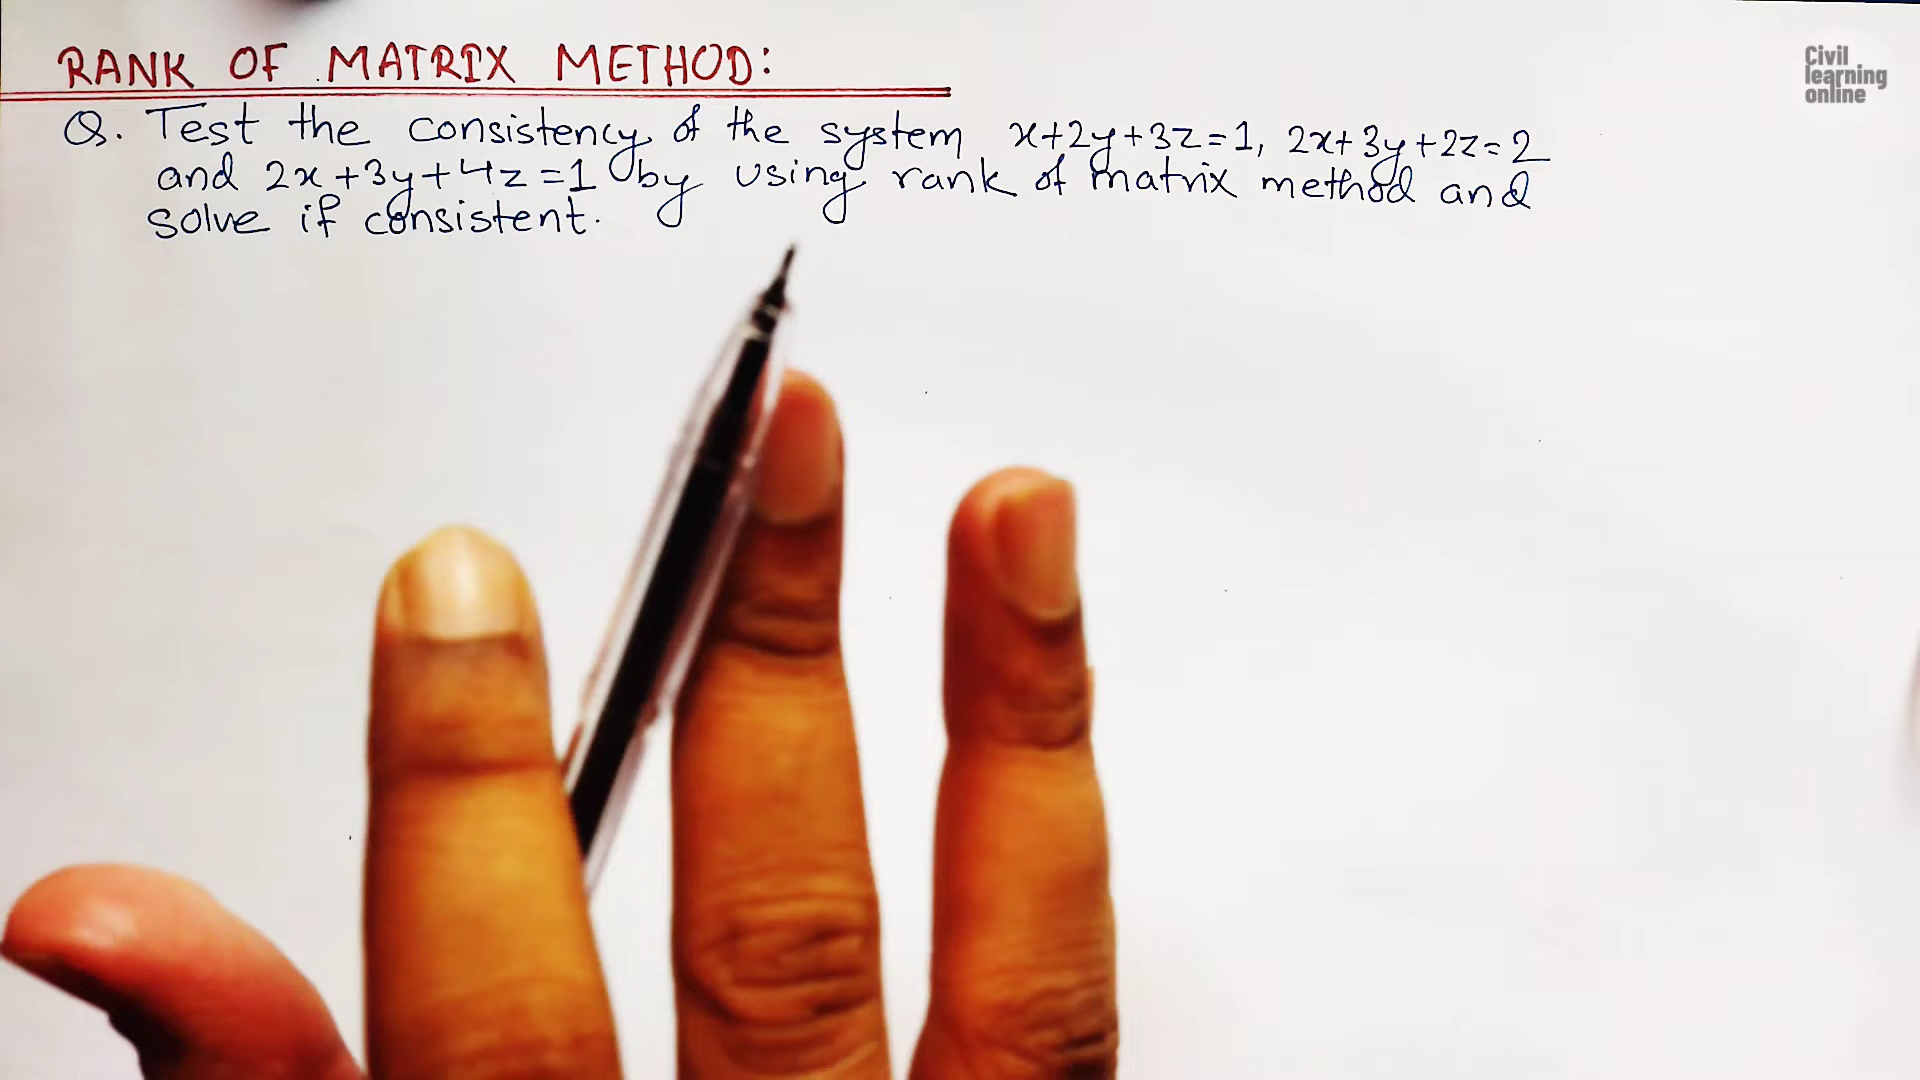 RANK OF MATRIX METHOD:
Civil
learning
online
Q. Test the consistency of the system x+2y+3z=1, 2x+3y+2z=2
and 2x+3y+4z=1 by using rank of matrix method and
solve if consistent.